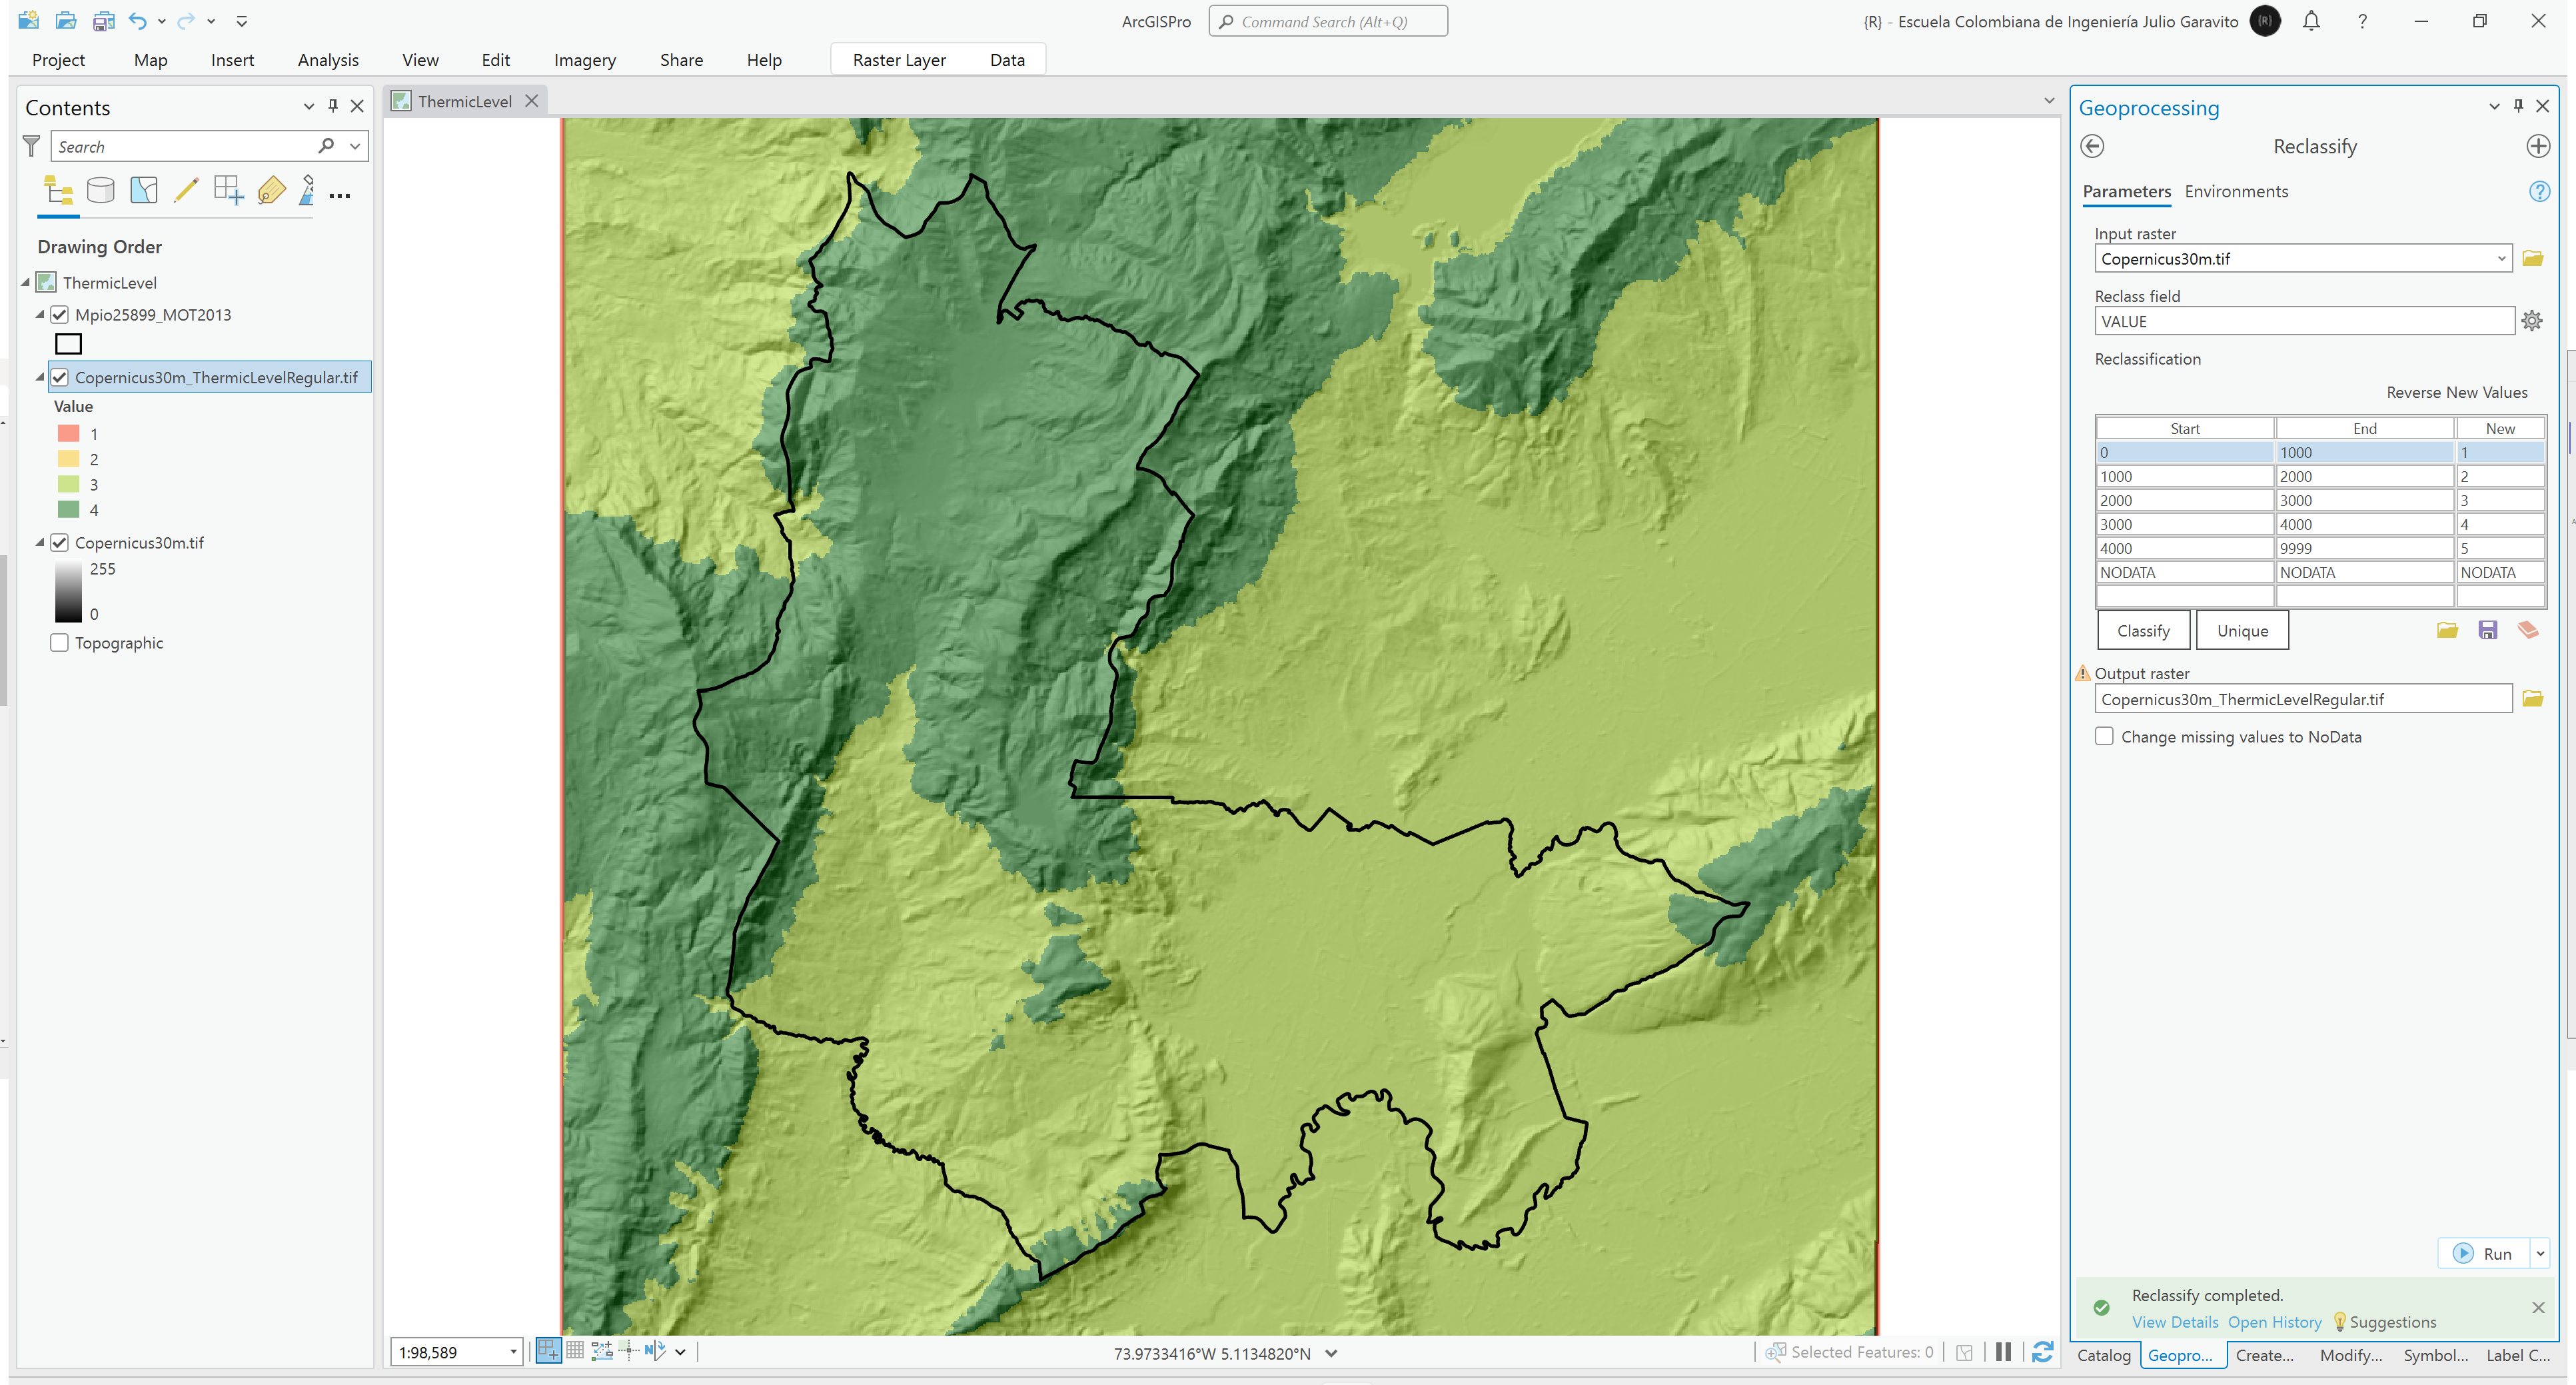 ArcGISPro
Command Search (Alt+Q)
{R} - Escuela Colombiana de Ingeniería Julio Garavito
{R}
?
Project Map Insert Analysis View Edit Imagery Share Help Raster Layer Data
Contents
Search
Drawing Order
ThermicLevel
Mpio25899_MOT2013
Copernicus30m_ThermicLevelRegular.tif
Value
1
2
3
4
Copernicus30m.tif
255
0
Topographic
ThermicLevel
1:98,589
73.9733416°W 5.1134820°N
Selected Features: 0
Geoprocessing
Reclassify
Parameters Environments
Input raster
Copernicus30m.tif
Reclass field
VALUE
Reclassification
Reverse New Values
Start End New
0 1000 1
1000 2000 2
2000 3000 3
3000 4000 4
4000 9999 5
NODATA NODATA NODATA
Classify Unique
Output raster
Copernicus30m_ThermicLevelRegular.tif
Change missing values to NoData
Run
Reclassify completed.
View Details Open History Suggestions
Catalog Geopro... Create... Modify... Symbol... Label C...